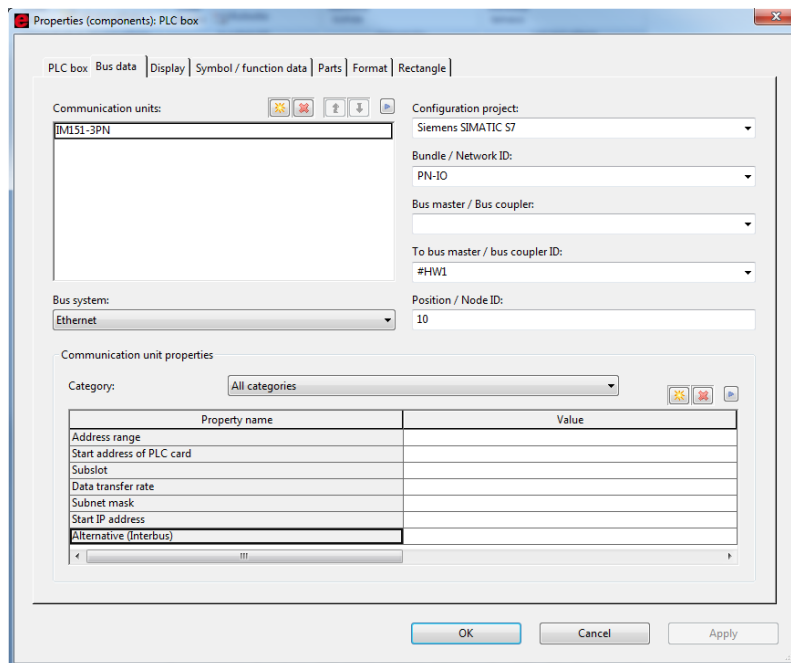 Properties (components): PLC box
PLC box Bus data Display Symbol / function data Parts Format Rectangle
Communication units:
IM151-3PN
Configuration project:
Siemens SIMATIC S7
Bundle / Network ID:
PN-IO
Bus master / Bus coupler:
To bus master / bus coupler ID:
#HW1
Bus system:
Ethernet
Position / Node ID:
10
Communication unit properties
Category:
All categories
Property name Value
Address range
Start address of PLC card
Subslot
Data transfer rate
Subnet mask
Start IP address
Alternative (Interbus)
OK Cancel Apply